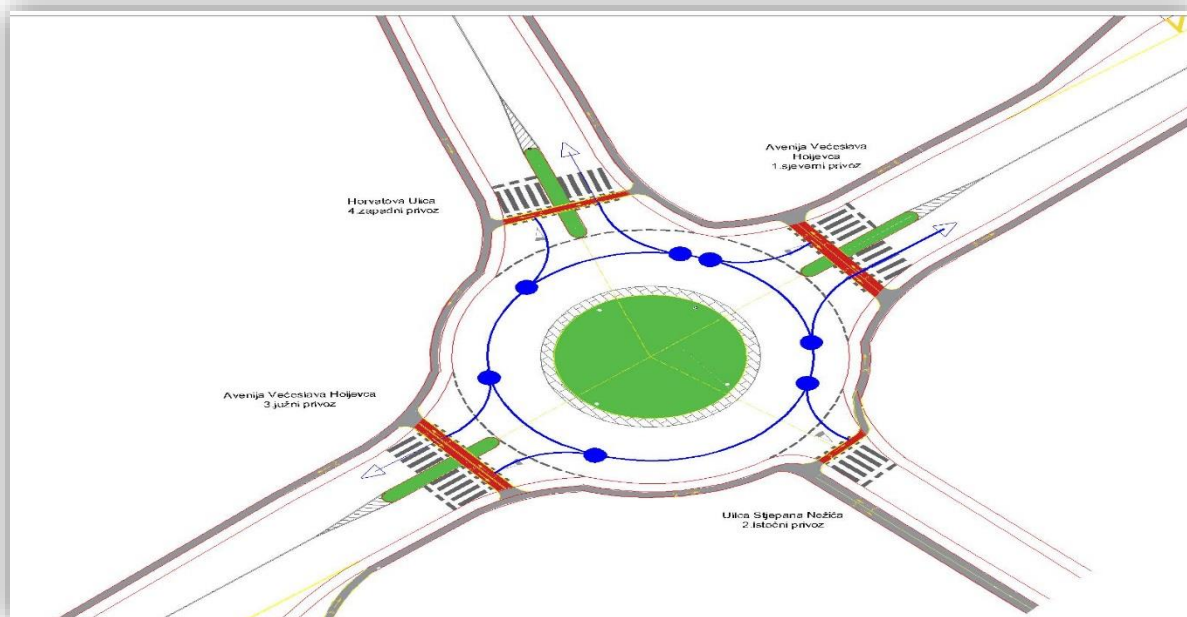 Avenija Većeslava
Holjevca
1.sjeverni privoz
Horvatova Ulica
4.zapadni privoz
Avenija Većeslava Holjevca
3.južni privoz
Ulica Stjepana Nožića
2.istočni privoz